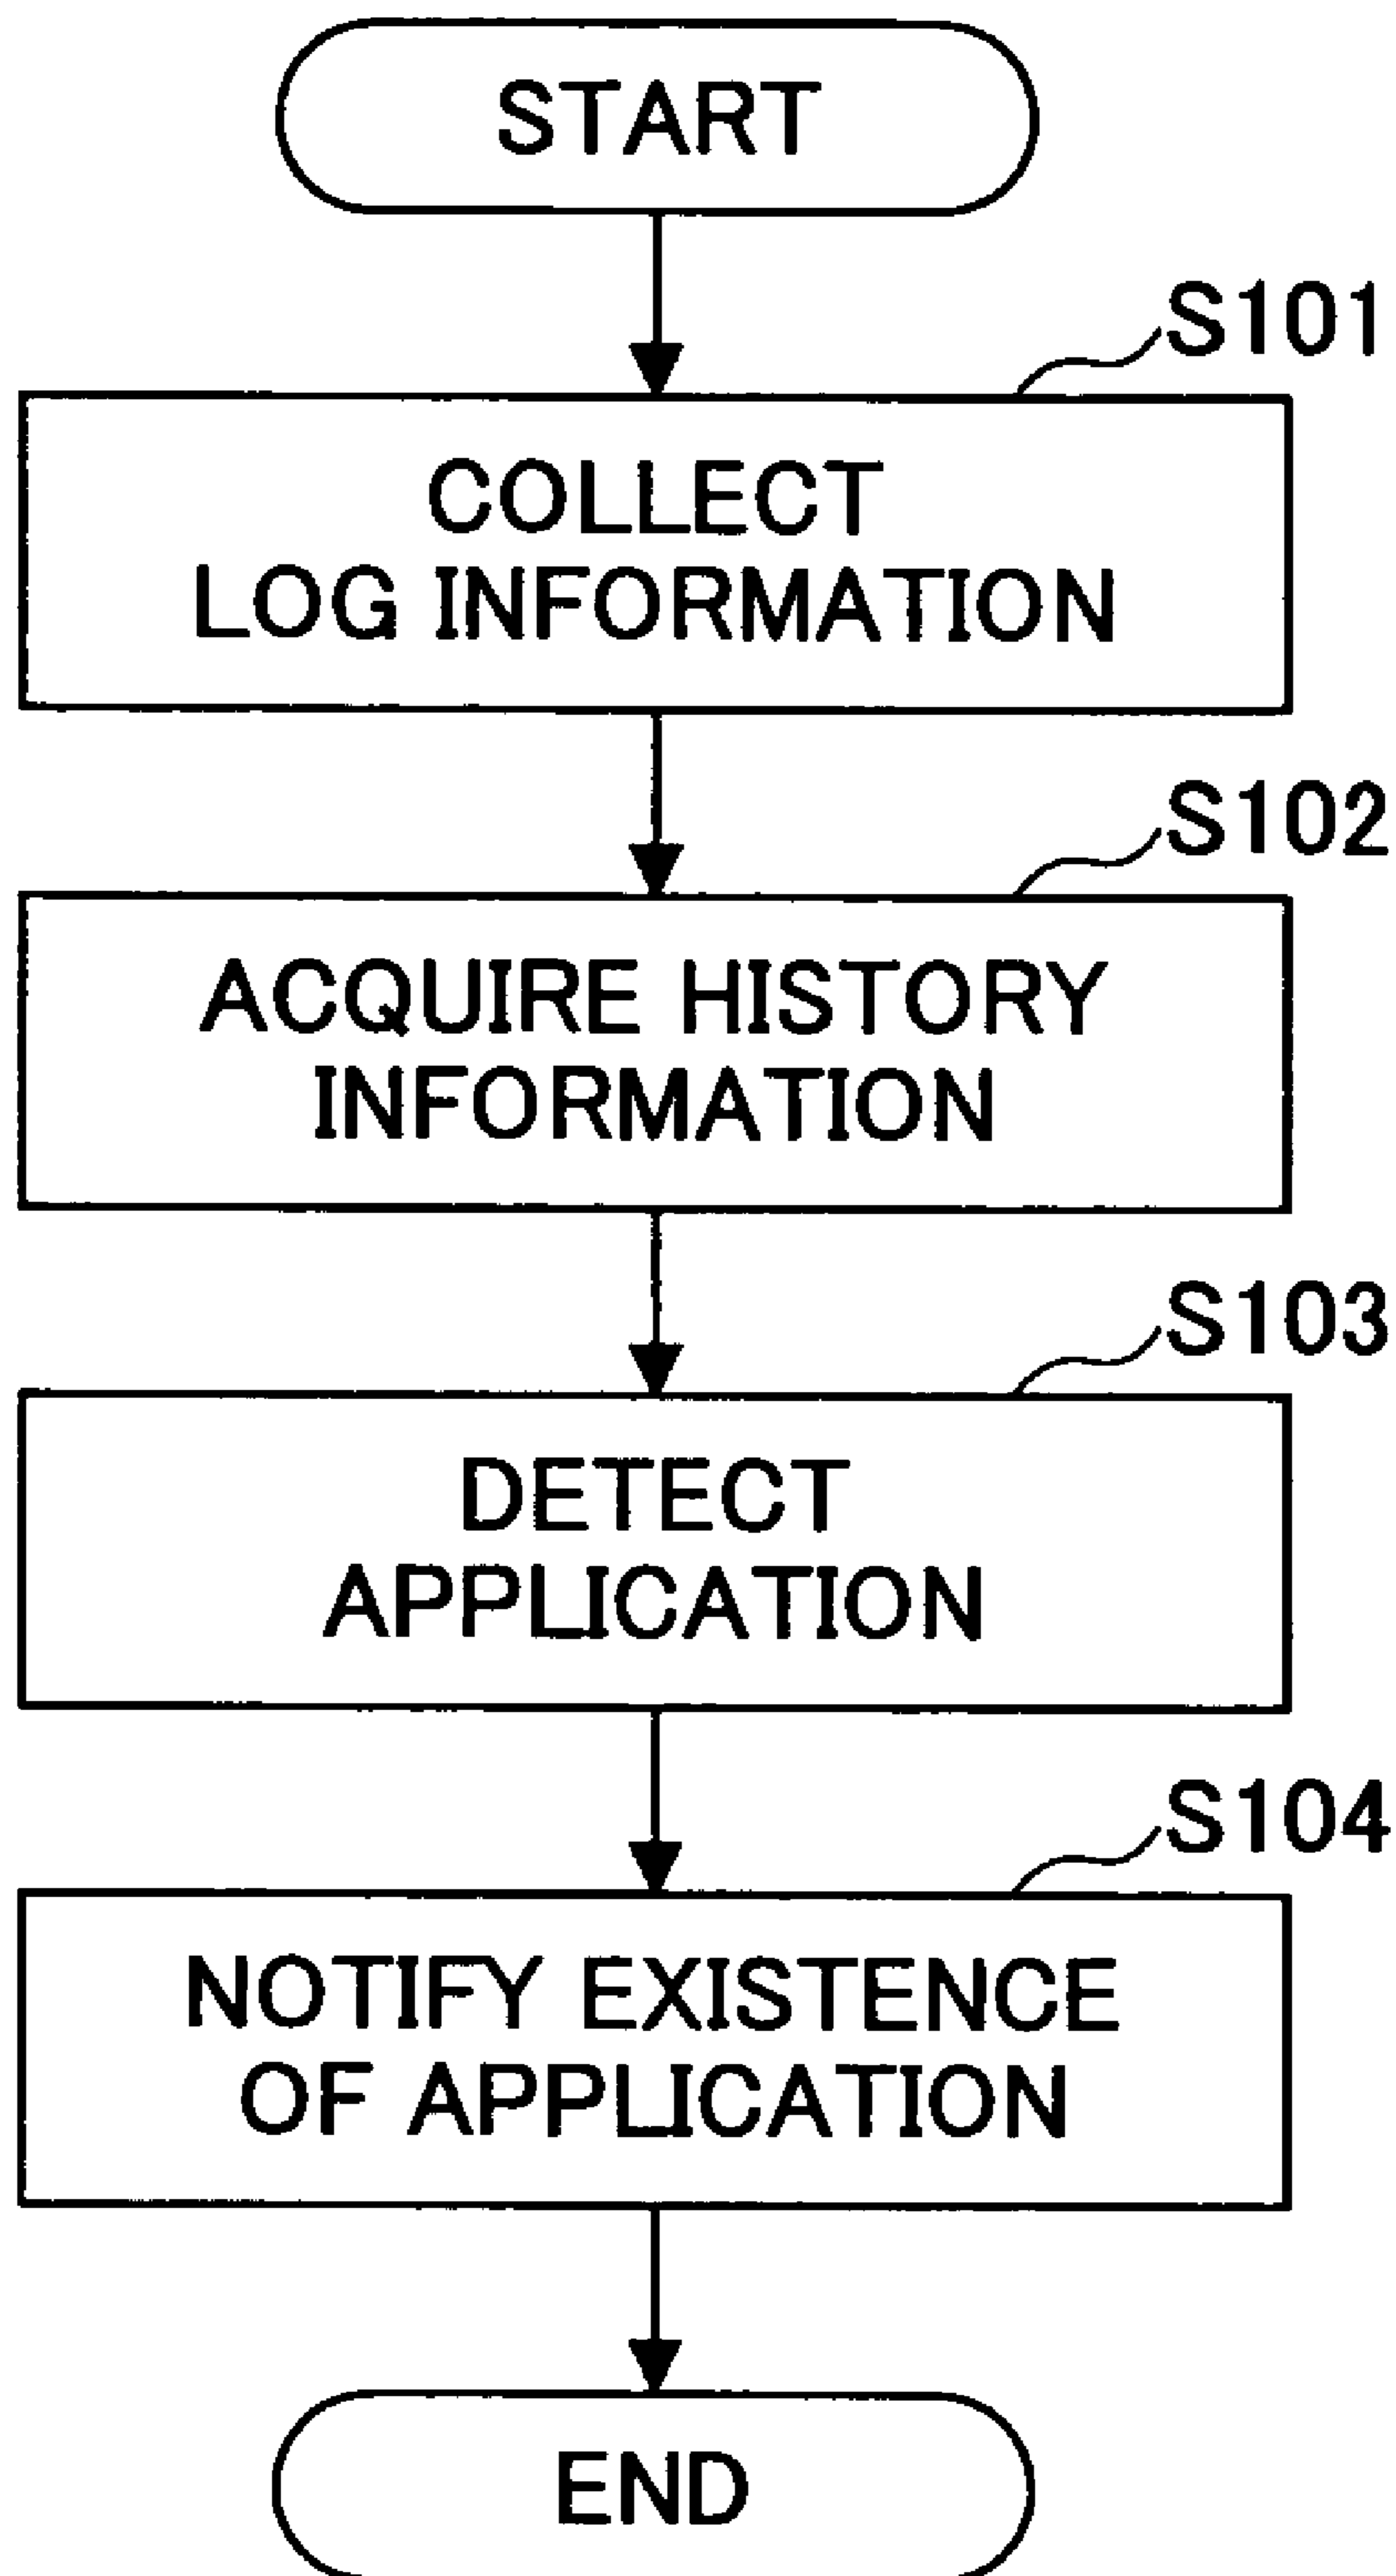 START
S101
COLLECT
LOG INFORMATION
S102
ACQUIRE HISTORY
INFORMATION
S103
DETECT
APPLICATION
S104
NOTIFY EXISTENCE
OF APPLICATION
END